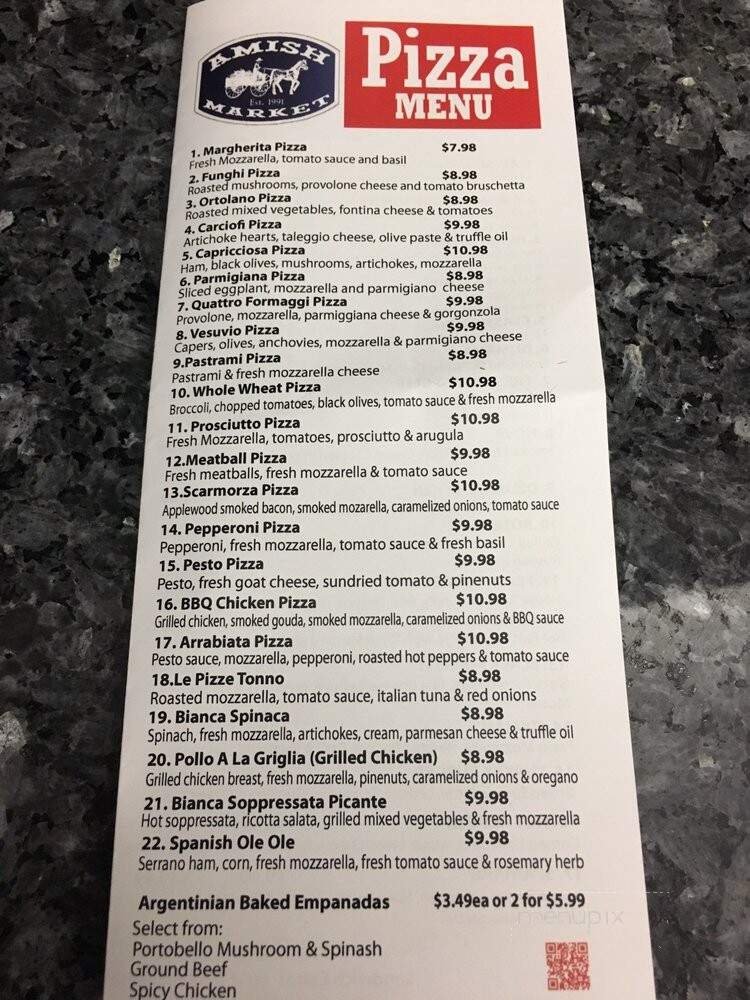 AMISH
Est. 1991
MARKET
Pizza
MENU
1. Margherita Pizza $7.98
Fresh Mozzarella, tomato sauce and basil
2. Funghi Pizza $8.98
Roasted mushrooms, provolone cheese and tomato bruschetta
3. Ortolano Pizza $8.98
Roasted mixed vegetables, fontina cheese & tomatoes
4. Carciofi Pizza $9.98
Artichoke hearts, taleggio cheese, olive paste & truffle oil
5. Capricciosa Pizza $10.98
Ham, black olives, mushrooms, artichokes, mozzarella
6. Parmigiana Pizza $8.98
Sliced eggplant, mozzarella and parmigiano cheese
7. Quattro Formaggi Pizza $9.98
Provolone, mozzarella, parmiggiana cheese & gorgonzola
8. Vesuvio Pizza $9.98
Capers, olives, anchovies, mozzarella & parmigiano cheese
9.Pastrami Pizza $8.98
Pastrami & fresh mozzarella cheese
10. Whole Wheat Pizza $10.98
Broccoli, chopped tomatoes, black olives, tomato sauce & fresh mozzarella
11. Prosciutto Pizza $10.98
Fresh Mozzarella, tomatoes, prosciutto & arugula
12.Meatball Pizza $9.98
Fresh meatballs, fresh mozzarella & tomato sauce
13.Scarmorza Pizza $10.98
Applewood smoked bacon, smoked mozarella, caramelized onions, tomato sauce
14. Pepperoni Pizza $9.98
Pepperoni, fresh mozzarella, tomato sauce & fresh basil
15. Pesto Pizza $9.98
Pesto, fresh goat cheese, sundried tomato & pinenuts
16. BBQ Chicken Pizza $10.98
Grilled chicken, smoked gouda, smoked mozzarella, caramelized onions & BBQ sauce
17. Arrabiata Pizza $10.98
Pesto sauce, mozzarella, pepperoni, roasted hot peppers & tomato sauce
18.Le Pizze Tonno $8.98
Roasted mozzarella, tomato sauce, italian tuna & red onions
19. Bianca Spinaca $8.98
Spinach, fresh mozzarella, artichokes, cream, parmesan cheese & truffle oil
20. Pollo A La Griglia (Grilled Chicken) $8.98
Grilled chicken breast, fresh mozzarella, pinenuts, caramelized onions & oregano
21. Bianca Soppressata Picante $9.98
Hot soppressata, ricotta salata, grilled mixed vegetables & fresh mozzarella
22. Spanish Ole Ole $9.98
Serrano ham, corn, fresh mozzarella, fresh tomato sauce & rosemary herb
Argentinian Baked Empanadas $3.49ea or 2 for $5.99
menupix
Select from:
Portobello Mushroom & Spinash
Ground Beef
Spicy Chicken